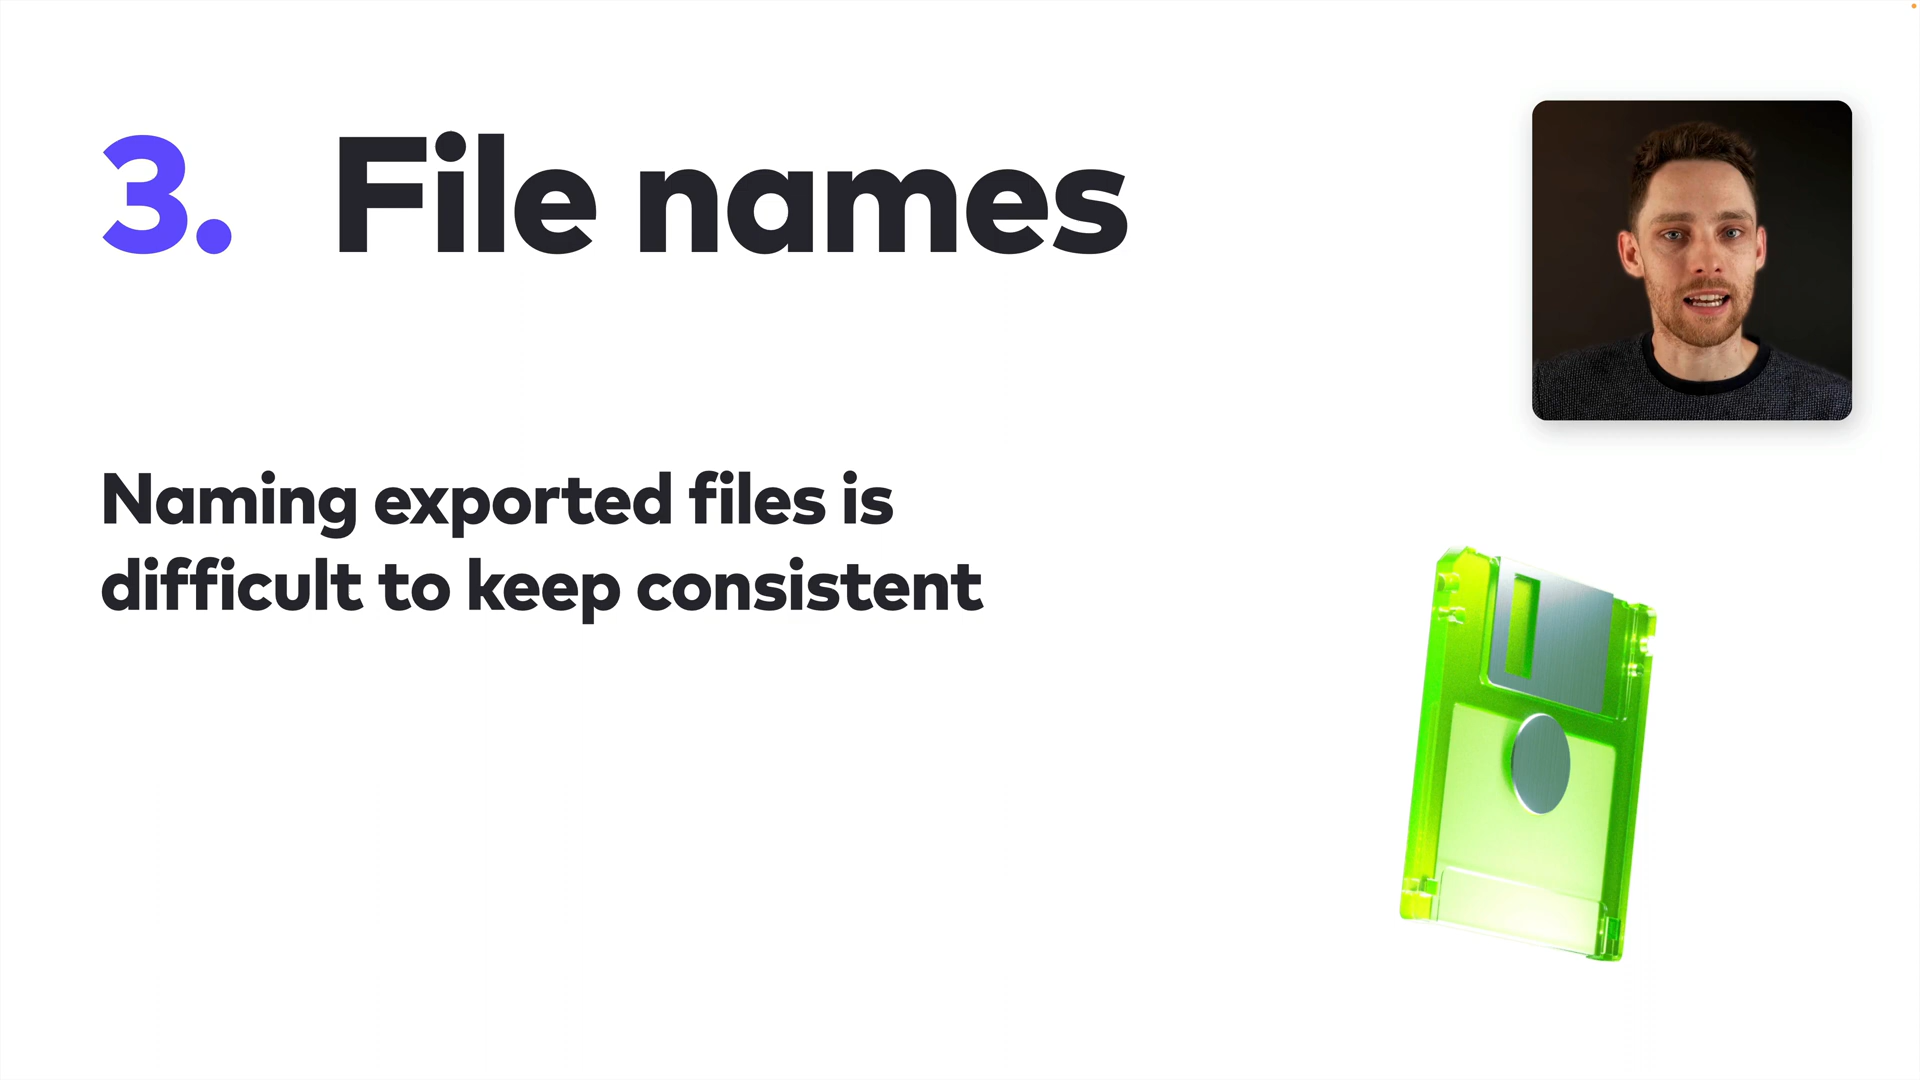 3. File names
Naming exported files is
difficult to keep consistent